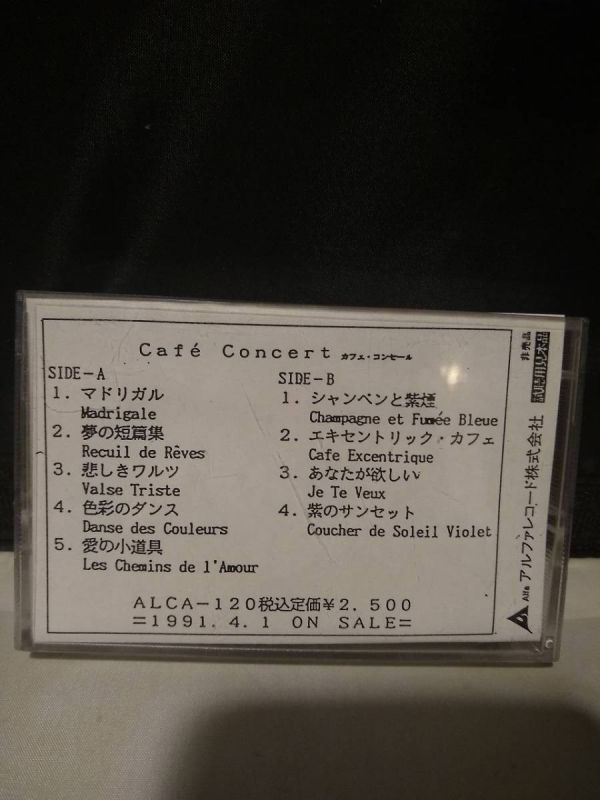 Café Concert カフェ・コンセール
SIDE-A
1. マドリガル
Madrigale
2. 夢の短篇集
Recuil de Rêves
3. 悲しきワルツ
Valse Triste
4. 色彩のダンス
Danse des Couleurs
5. 愛の小道具
Les Chemins de l'Amour
SIDE-B
1. シャンペンと紫煙
Champagne et Fumée Bleue
2. エキセントリック・カフェ
Cafe Excentrique
3. あなたが欲しい
Je Te Veux
4. 紫のサンセット
Coucher de Soleil Violet
ALCA-120税込定価¥2,500
=1991. 4. 1 ON SALE=
非売品
試聴用見本品
Alfa アルファレコード株式会社